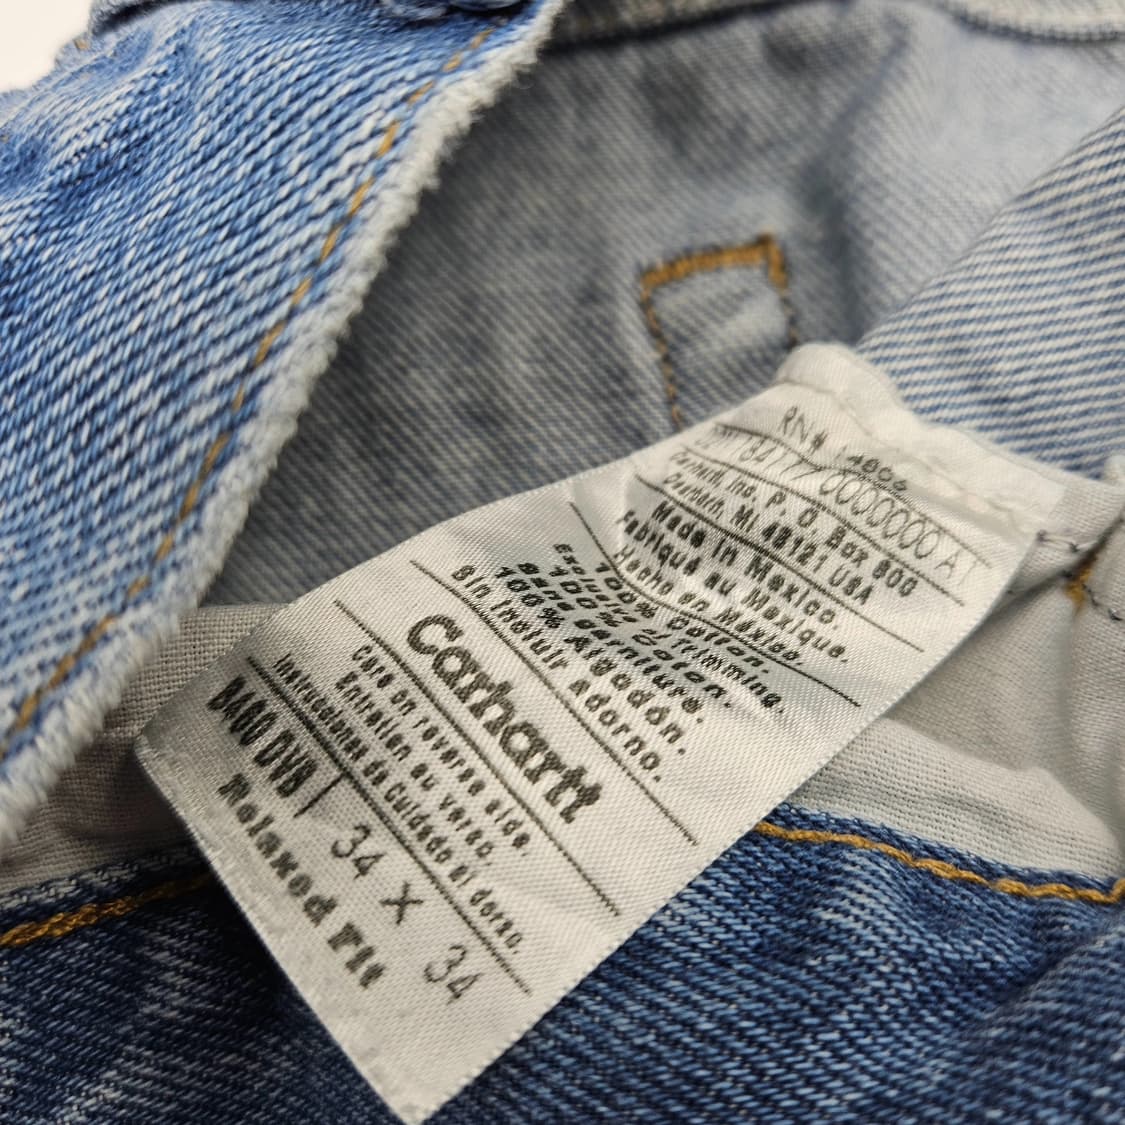 RN# 14806
Carhartt, Inc. P. O. Box 600
Dearborn, MI 48121 USA
Made in Mexico.
Fabriqué au Mexique.
Hecho en México.
100% Cotton.
Exclusive of Trimming.
100% Coton.
Sans Garniture.
100% Algodón.
Sin Incluir Adorno.
Carhartt
Care on reverse side.
Entretien au verso.
Instrucciones de Cuidado al dorso.
B460 DVB 34 X 34
Relaxed Fit